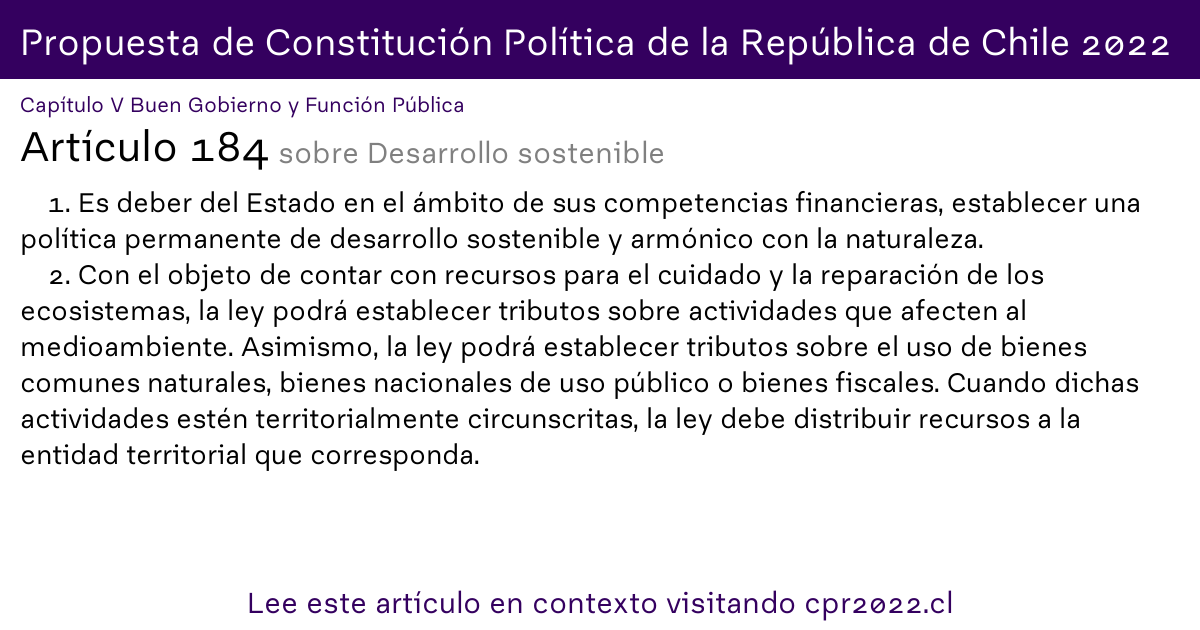 Propuesta de Constitución Política de la República de Chile 2022
Capítulo V Buen Gobierno y Función Pública
Artículo 184 sobre Desarrollo sostenible
1. Es deber del Estado en el ámbito de sus competencias financieras, establecer una
política permanente de desarrollo sostenible y armónico con la naturaleza.
2. Con el objeto de contar con recursos para el cuidado y la reparación de los
ecosistemas, la ley podrá establecer tributos sobre actividades que afecten al
medioambiente. Asimismo, la ley podrá establecer tributos sobre el uso de bienes
comunes naturales, bienes nacionales de uso público o bienes fiscales. Cuando dichas
actividades estén territorialmente circunscritas, la ley debe distribuir recursos a la
entidad territorial que corresponda.
Lee este artículo en contexto visitando cpr2022.cl